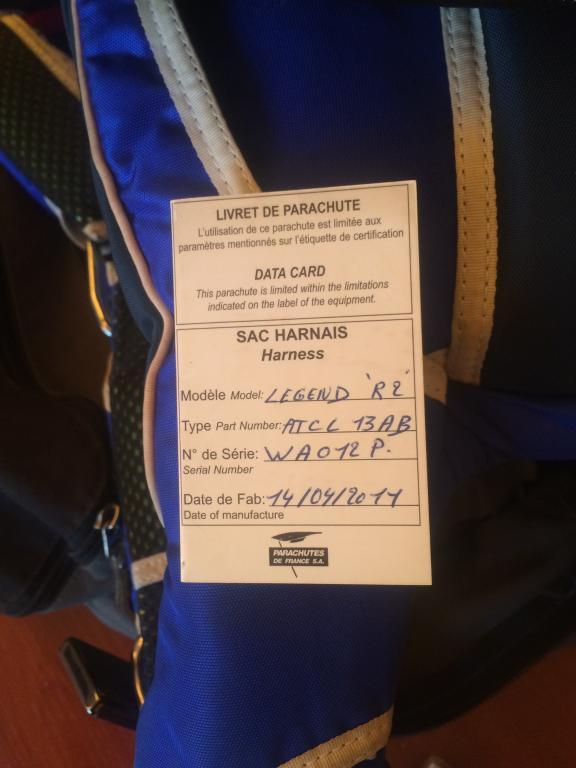 LIVRET DE PARACHUTE
L'utilisation de ce parachute est limitée aux
paramètres mentionnés sur l'étiquette de certification
DATA CARD
This parachute is limited within the limitations
indicated on the label of the equipment.
SAC HARNAIS
Harness
Modèle Model: LEGEND "R2"
Type Part Number: ATCL 13AB
N° de Série: WA012P.
Serial Number
Date de Fab: 14/04/2011
Date of manufacture
PARACHUTES
DE FRANCE S.A.